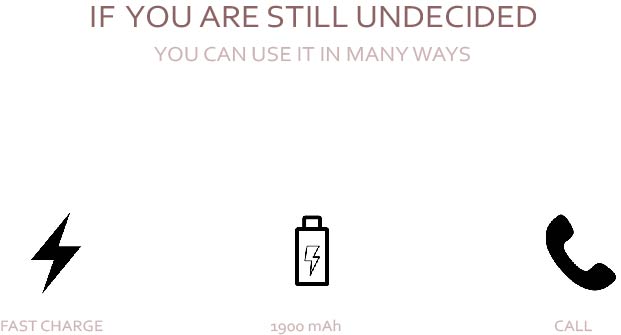 IF YOU ARE STILL UNDECIDED
YOU CAN USE IT IN MANY WAYS
FAST CHARGE
1900 mAh
CALL